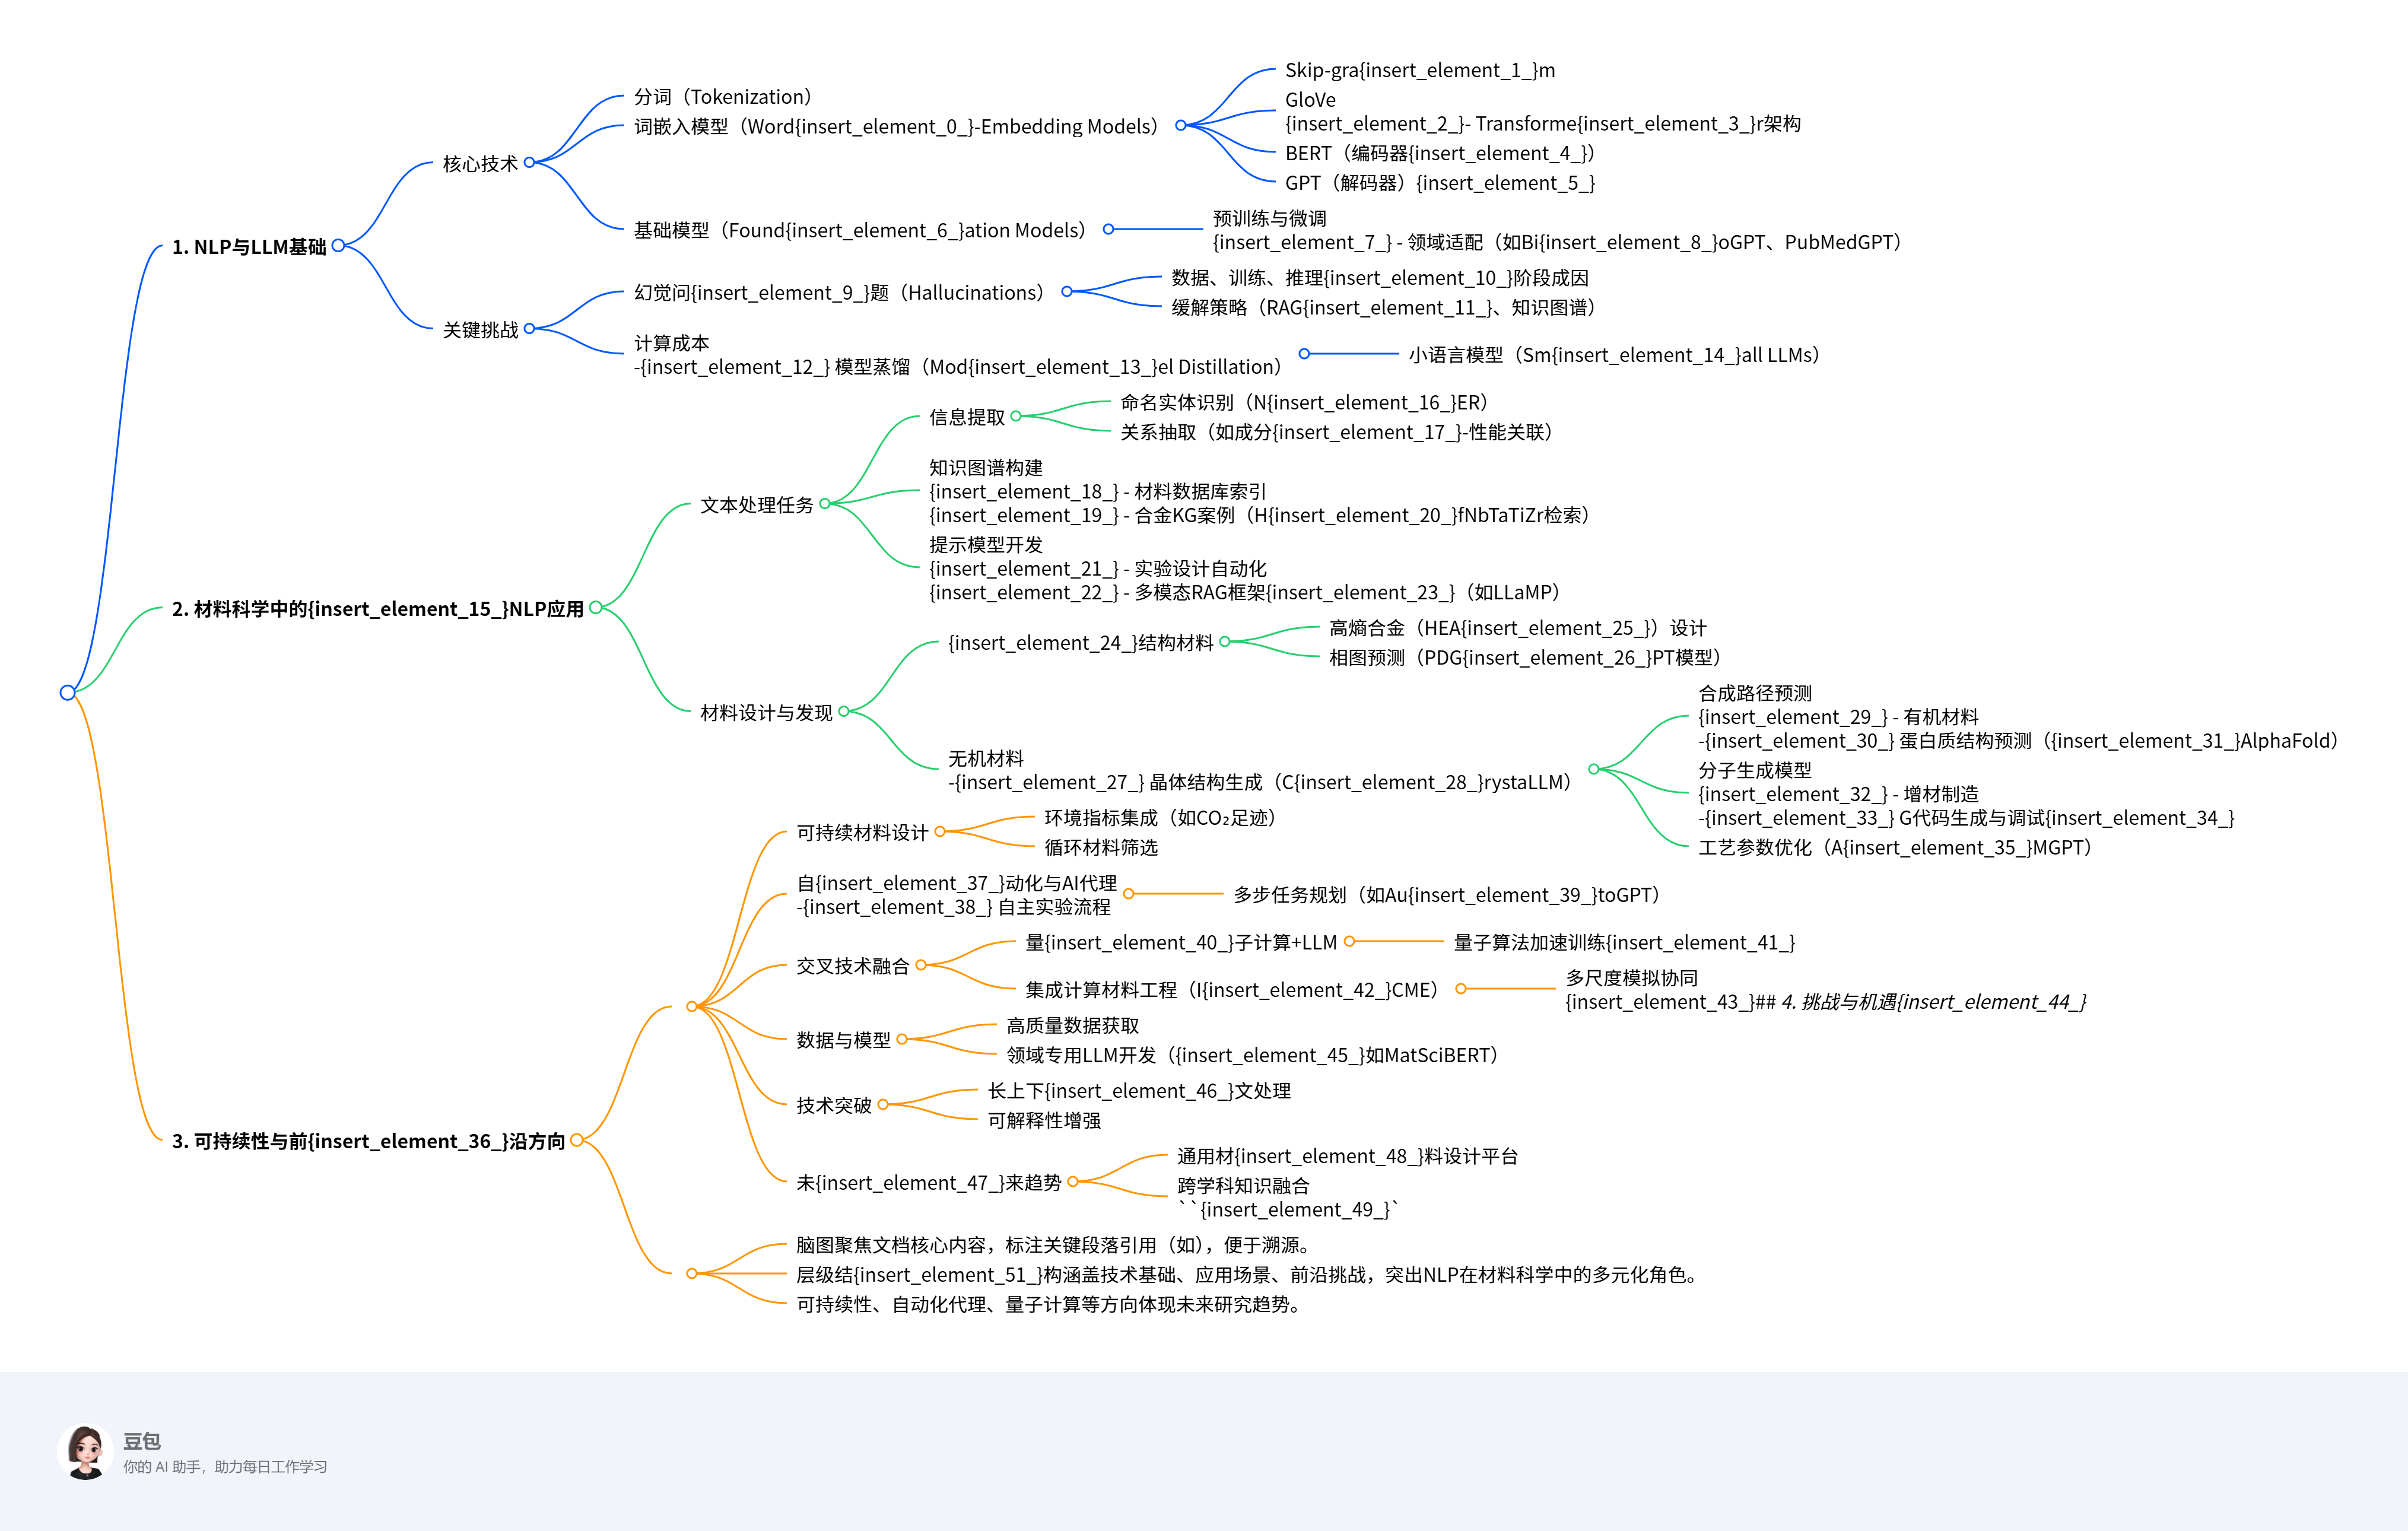 1. NLP与LLM基础
核心技术
分词（Tokenization）
词嵌入模型（Word{insert_element_0_}-Embedding Models）
Skip-gra{insert_element_1_}m
GloVe
{insert_element_2_}- Transforme{insert_element_3_}r架构
BERT（编码器{insert_element_4_}）
GPT（解码器）{insert_element_5_}
基础模型（Found{insert_element_6_}ation Models）
预训练与微调
{insert_element_7_} - 领域适配（如Bi{insert_element_8_}oGPT、PubMedGPT）
关键挑战
幻觉问{insert_element_9_}题（Hallucinations）
数据、训练、推理{insert_element_10_}阶段成因
缓解策略（RAG{insert_element_11_}、知识图谱）
计算成本
-{insert_element_12_} 模型蒸馏（Mod{insert_element_13_}el Distillation）
小语言模型（Sm{insert_element_14_}all LLMs）
2. 材料科学中的{insert_element_15_}NLP应用
文本处理任务
信息提取
命名实体识别（N{insert_element_16_}ER）
关系抽取（如成分{insert_element_17_}-性能关联）
知识图谱构建
{insert_element_18_} - 材料数据库索引
{insert_element_19_} - 合金KG案例（H{insert_element_20_}fNbTaTiZr检索）
提示模型开发
{insert_element_21_} - 实验设计自动化
{insert_element_22_} - 多模态RAG框架{insert_element_23_}（如LLaMP）
材料设计与发现
{insert_element_24_}结构材料
高熵合金（HEA{insert_element_25_}）设计
相图预测（PDG{insert_element_26_}PT模型）
无机材料
-{insert_element_27_} 晶体结构生成（C{insert_element_28_}rystaLLM）
合成路径预测
{insert_element_29_} - 有机材料
-{insert_element_30_} 蛋白质结构预测（{insert_element_31_}AlphaFold）
分子生成模型
{insert_element_32_} - 增材制造
-{insert_element_33_} G代码生成与调试{insert_element_34_}
工艺参数优化（A{insert_element_35_}MGPT）
3. 可持续性与前{insert_element_36_}沿方向
可持续材料设计
环境指标集成（如CO₂足迹）
循环材料筛选
自{insert_element_37_}动化与AI代理
-{insert_element_38_} 自主实验流程
多步任务规划（如Au{insert_element_39_}toGPT）
交叉技术融合
量{insert_element_40_}子计算+LLM
量子算法加速训练{insert_element_41_}
集成计算材料工程（I{insert_element_42_}CME）
多尺度模拟协同
{insert_element_43_}## 4. 挑战与机遇{insert_element_44_}
数据与模型
高质量数据获取
领域专用LLM开发（{insert_element_45_}如MatSciBERT）
技术突破
长上下{insert_element_46_}文处理
可解释性增强
未{insert_element_47_}来趋势
通用材{insert_element_48_}料设计平台
跨学科知识融合
``{insert_element_49_}`
脑图聚焦文档核心内容，标注关键段落引用（如），便于溯源。
层级结{insert_element_51_}构涵盖技术基础、应用场景、前沿挑战，突出NLP在材料科学中的多元化角色。
可持续性、自动化代理、量子计算等方向体现未来研究趋势。
豆包
你的 AI 助手，助力每日工作学习